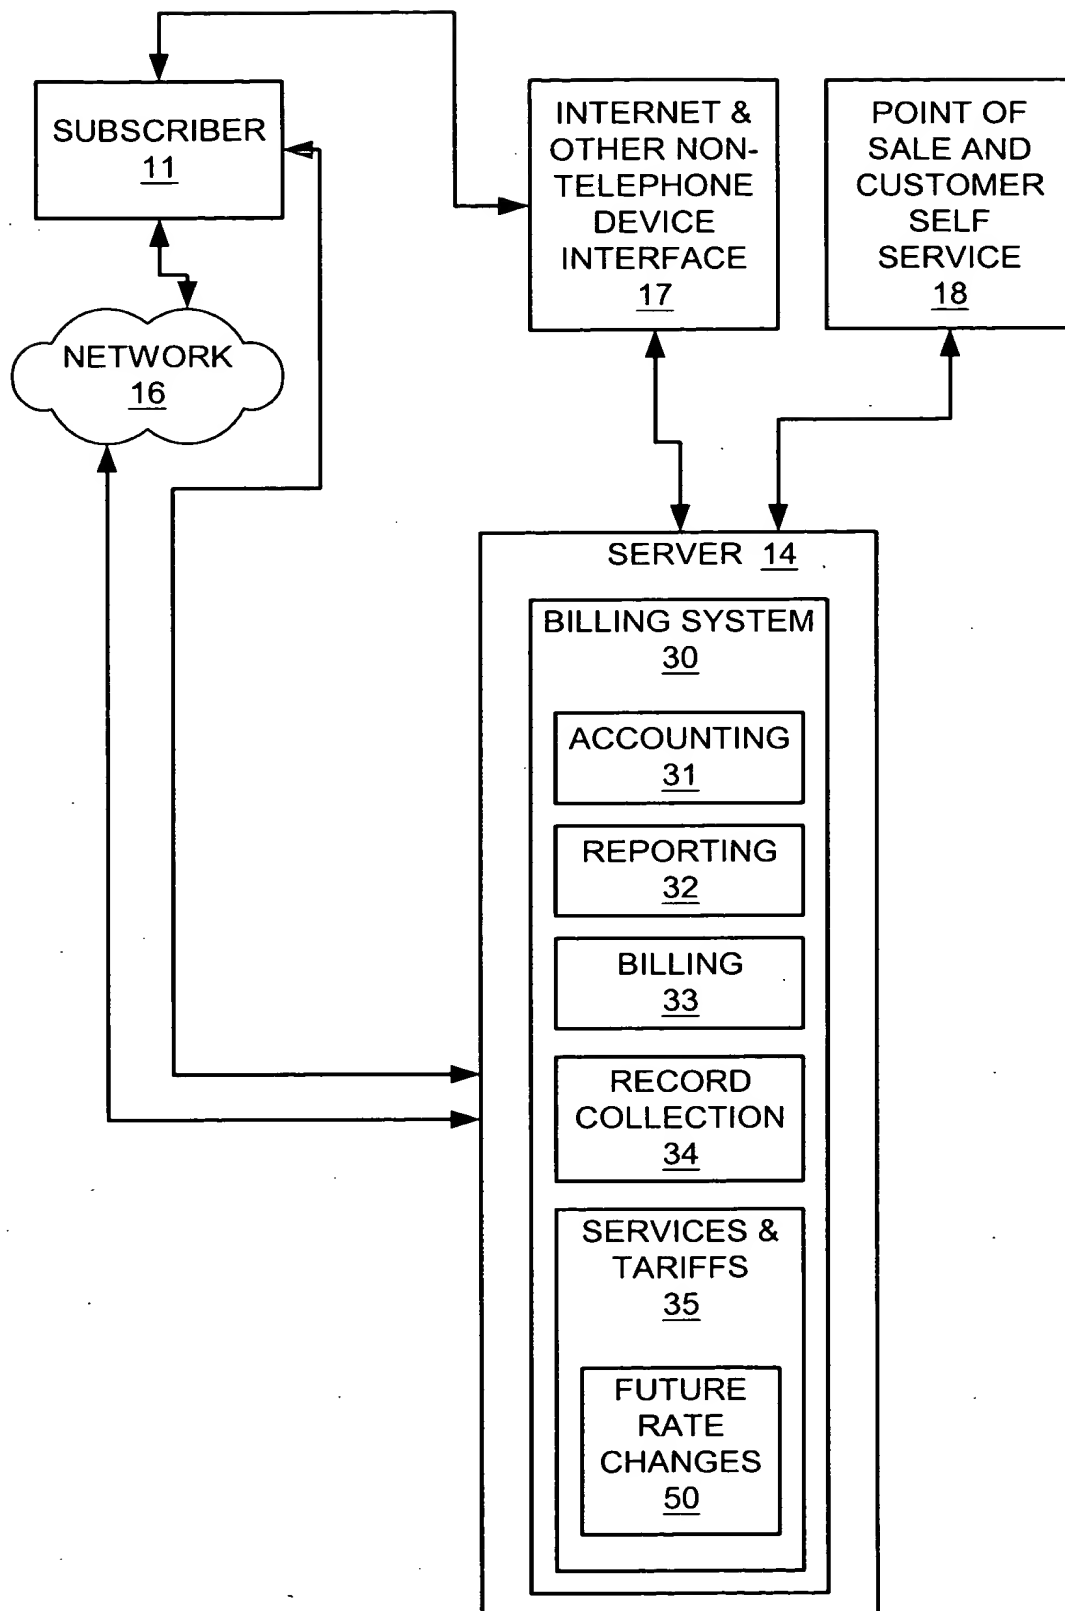 SUBSCRIBER
11
INTERNET &
OTHER NON-
TELEPHONE
DEVICE
INTERFACE
17
POINT OF
SALE AND
CUSTOMER
SELF
SERVICE
18
NETWORK
16
SERVER 14
BILLING SYSTEM
30
ACCOUNTING
31
REPORTING
32
BILLING
33
RECORD
COLLECTION
34
SERVICES &
TARIFFS
35
FUTURE
RATE
CHANGES
50